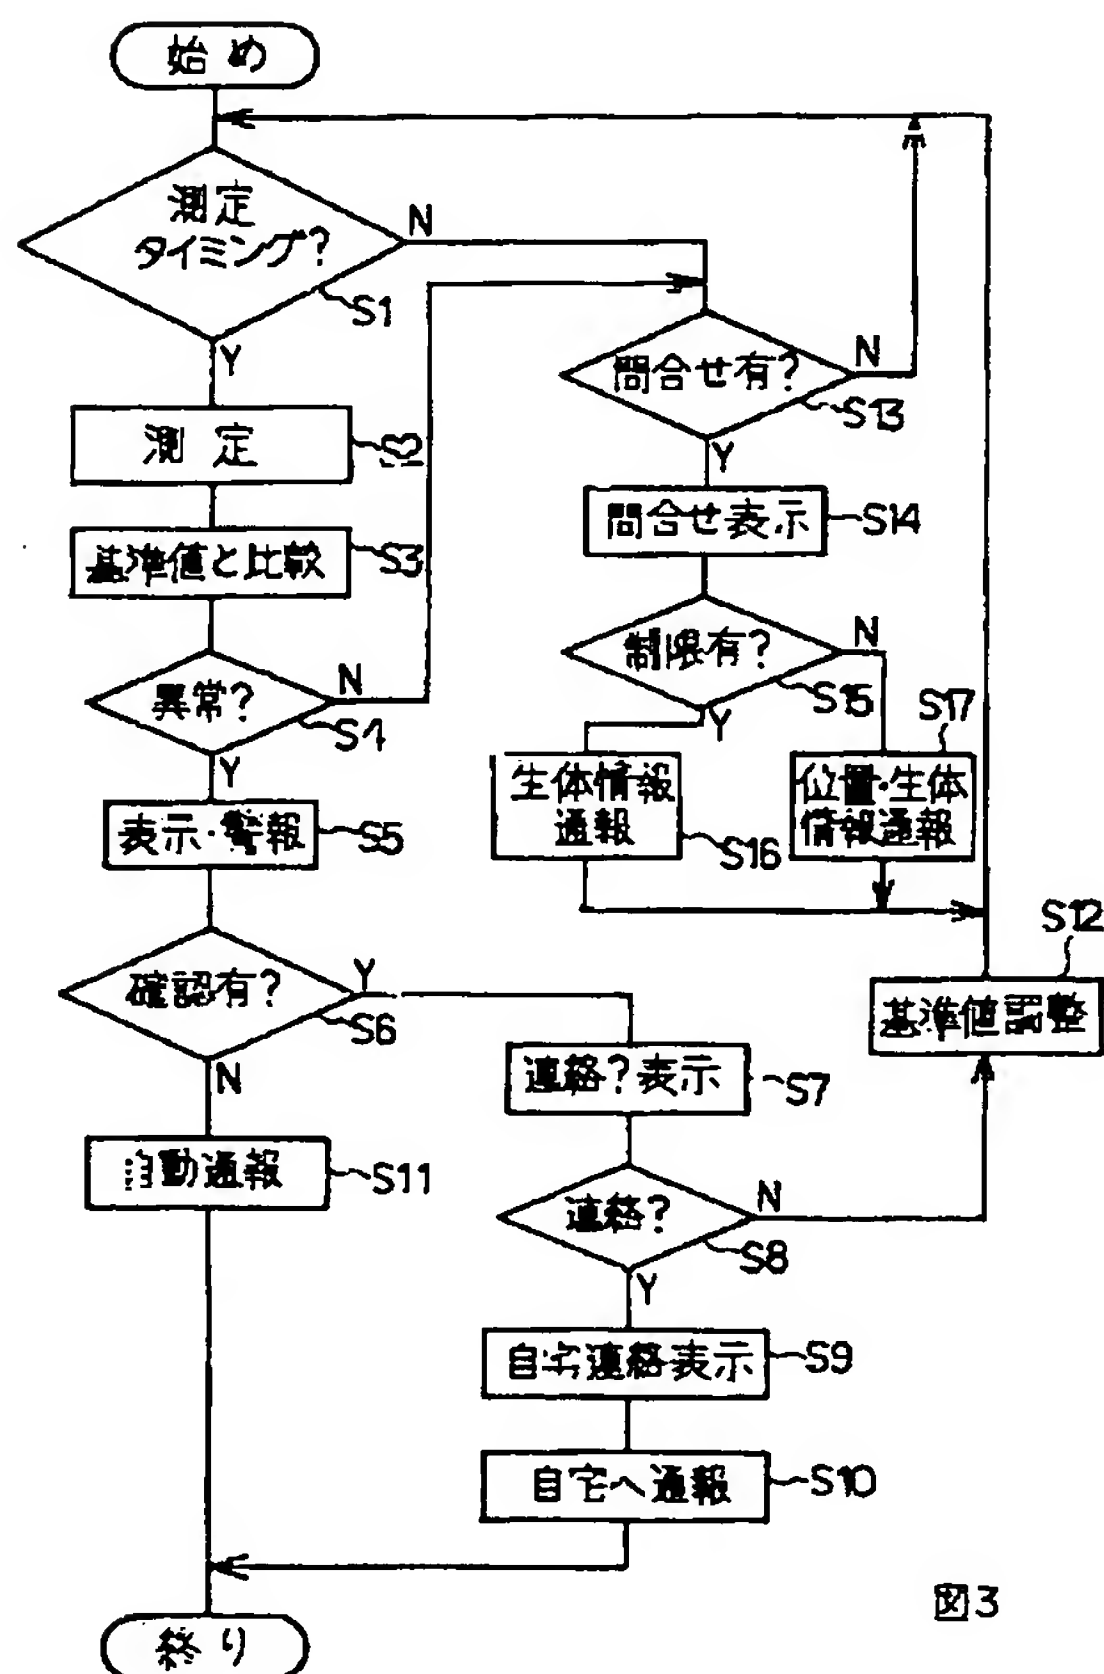 始め
測定
タイミング?
N
S1
Y
測定
S2
基準値と比較
S3
異常?
N
S4
Y
表示・警報
S5
確認有?
Y
S6
N
自動通報
S11
問合せ有?
N
S13
Y
問合せ表示
S14
制限有?
N
S15
Y
生体情報
通報
S16
S17
位置・生体
情報通報
S12
基準値調整
連絡?表示
S7
連絡?
N
S8
Y
自宅連絡表示
S9
自宅へ通報
S10
終り
図3